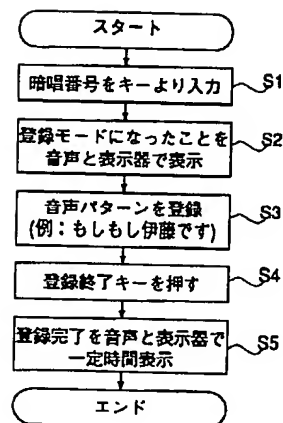 スタート
暗唱番号をキーより入力 S1
登録モードになったことを
音声と表示器で表示 S2
音声パターンを登録
(例：もしもし伊藤です) S3
登録終了キーを押す S4
登録完了を音声と表示器で
一定時間表示 S5
エンド